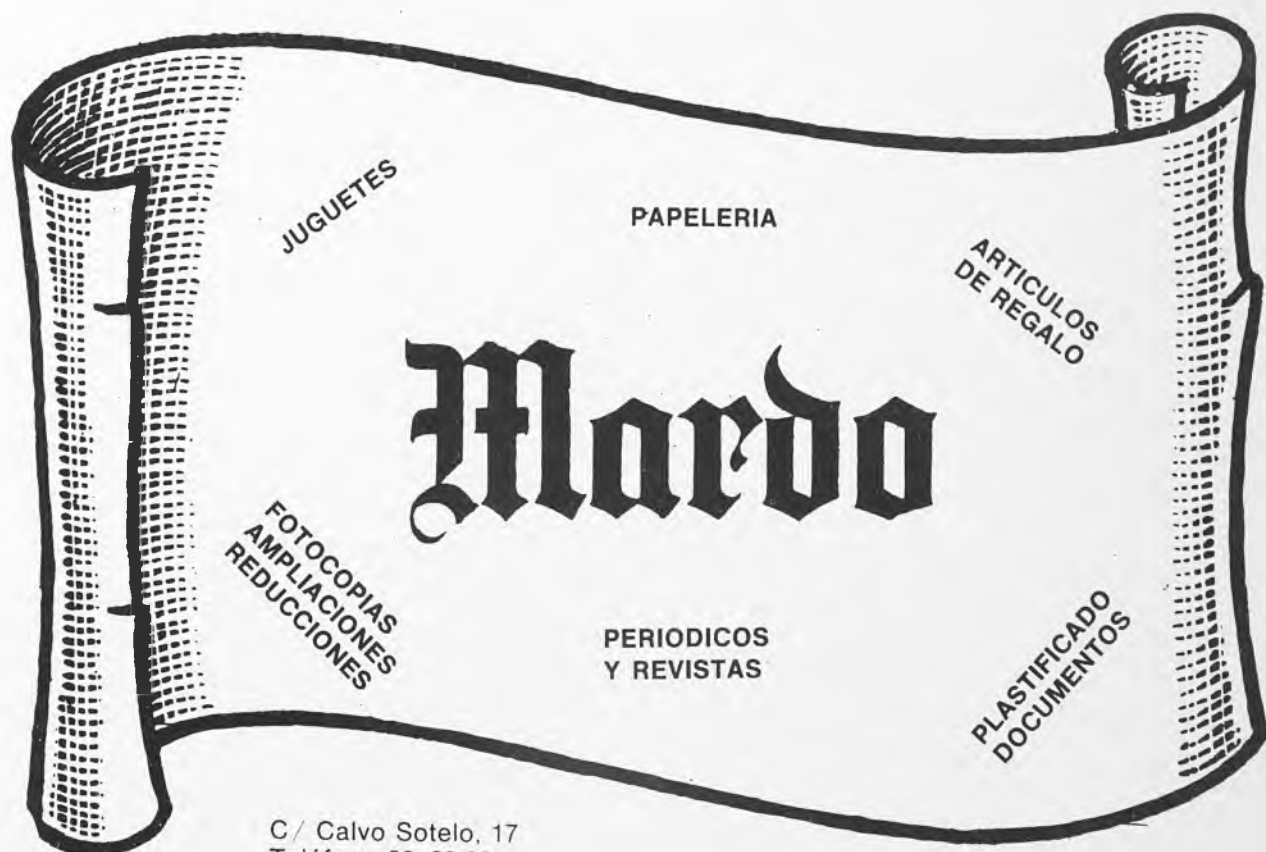 JUGUETES
PAPELERIA
ARTICULOS
DE REGALO
Mardo
FOTOCOPIAS
AMPLIACIONES
REDUCCIONES
PERIODICOS
Y REVISTAS
PLASTIFICADO
DOCUMENTOS
C/ Calvo Sotelo, 17